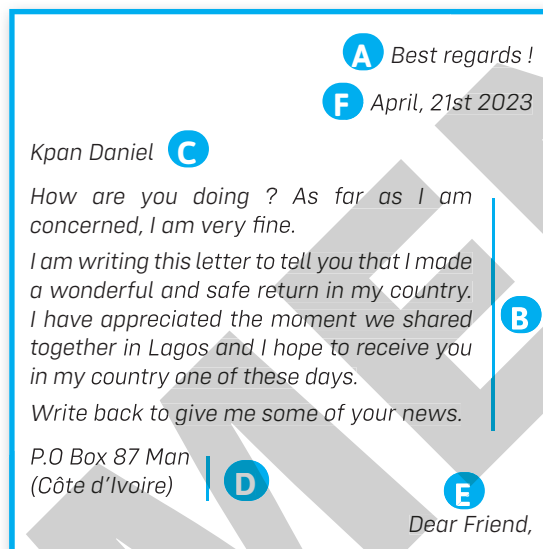 A Best regards !
F April, 21st 2023
Kpan Daniel C
How are you doing ? As far as I am
concerned, I am very fine.
I am writing this letter to tell you that I made
a wonderful and safe return in my country.
I have appreciated the moment we shared
together in Lagos and I hope to receive you
in my country one of these days.
B
Write back to give me some of your news.
P.O Box 87 Man
(Côte d'Ivoire)
D
E
Dear Friend,